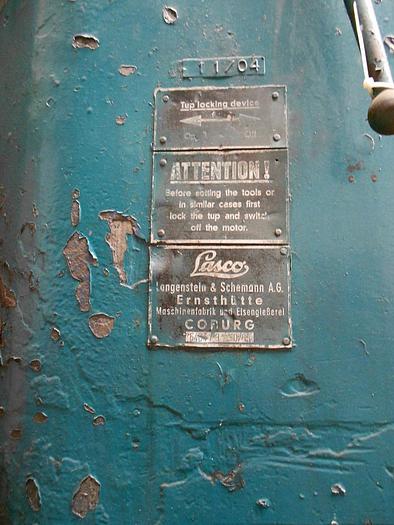 11/04
Tup locking device
On Off
ATTENTION!
Before setting the tools or
in similar cases first
lock the tup and switch
off the motor.
Lasco
Langenstein & Schemann A.G.
Ernsthütte
Maschinenfabrik und Eisengießerei
COBURG